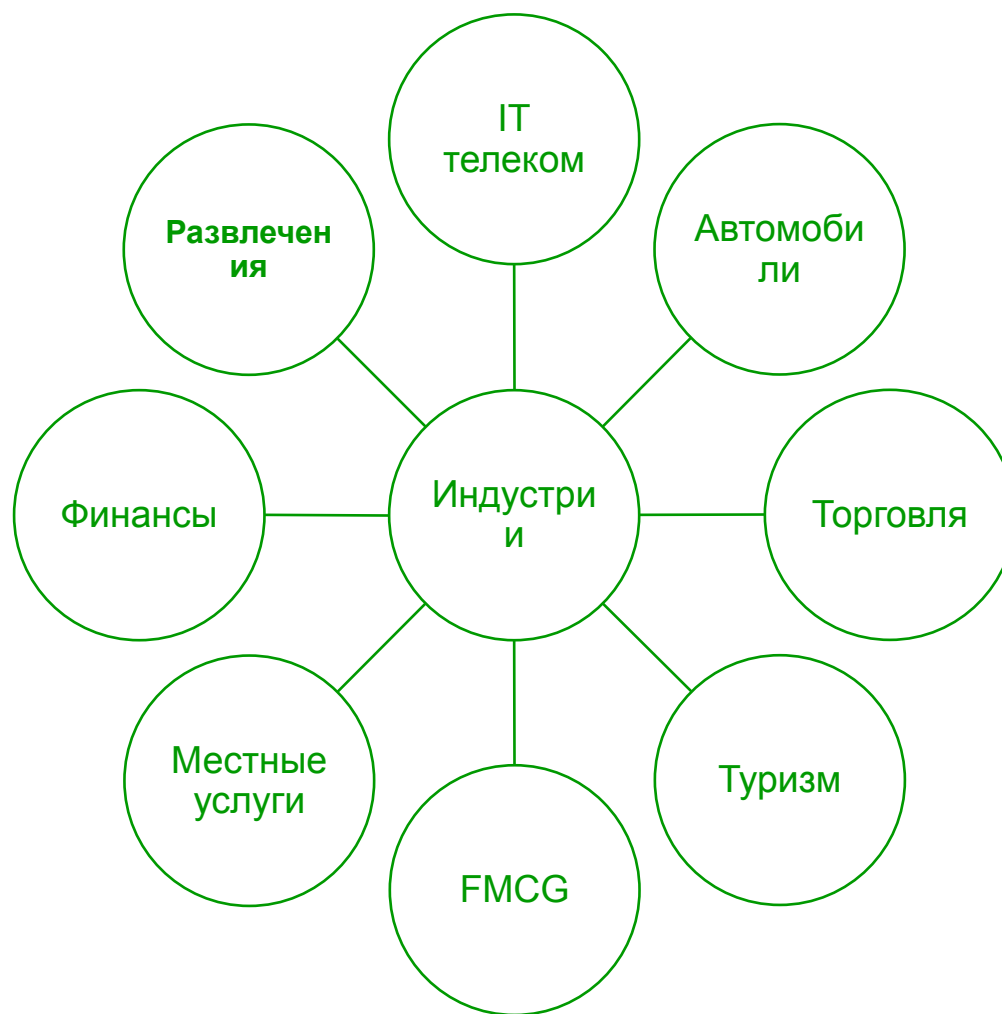 IT
телеком
Автомоби
ли
Развлечен
ия
Финансы
Индустри
и
Торговля
Местные
услуги
Туризм
FMCG